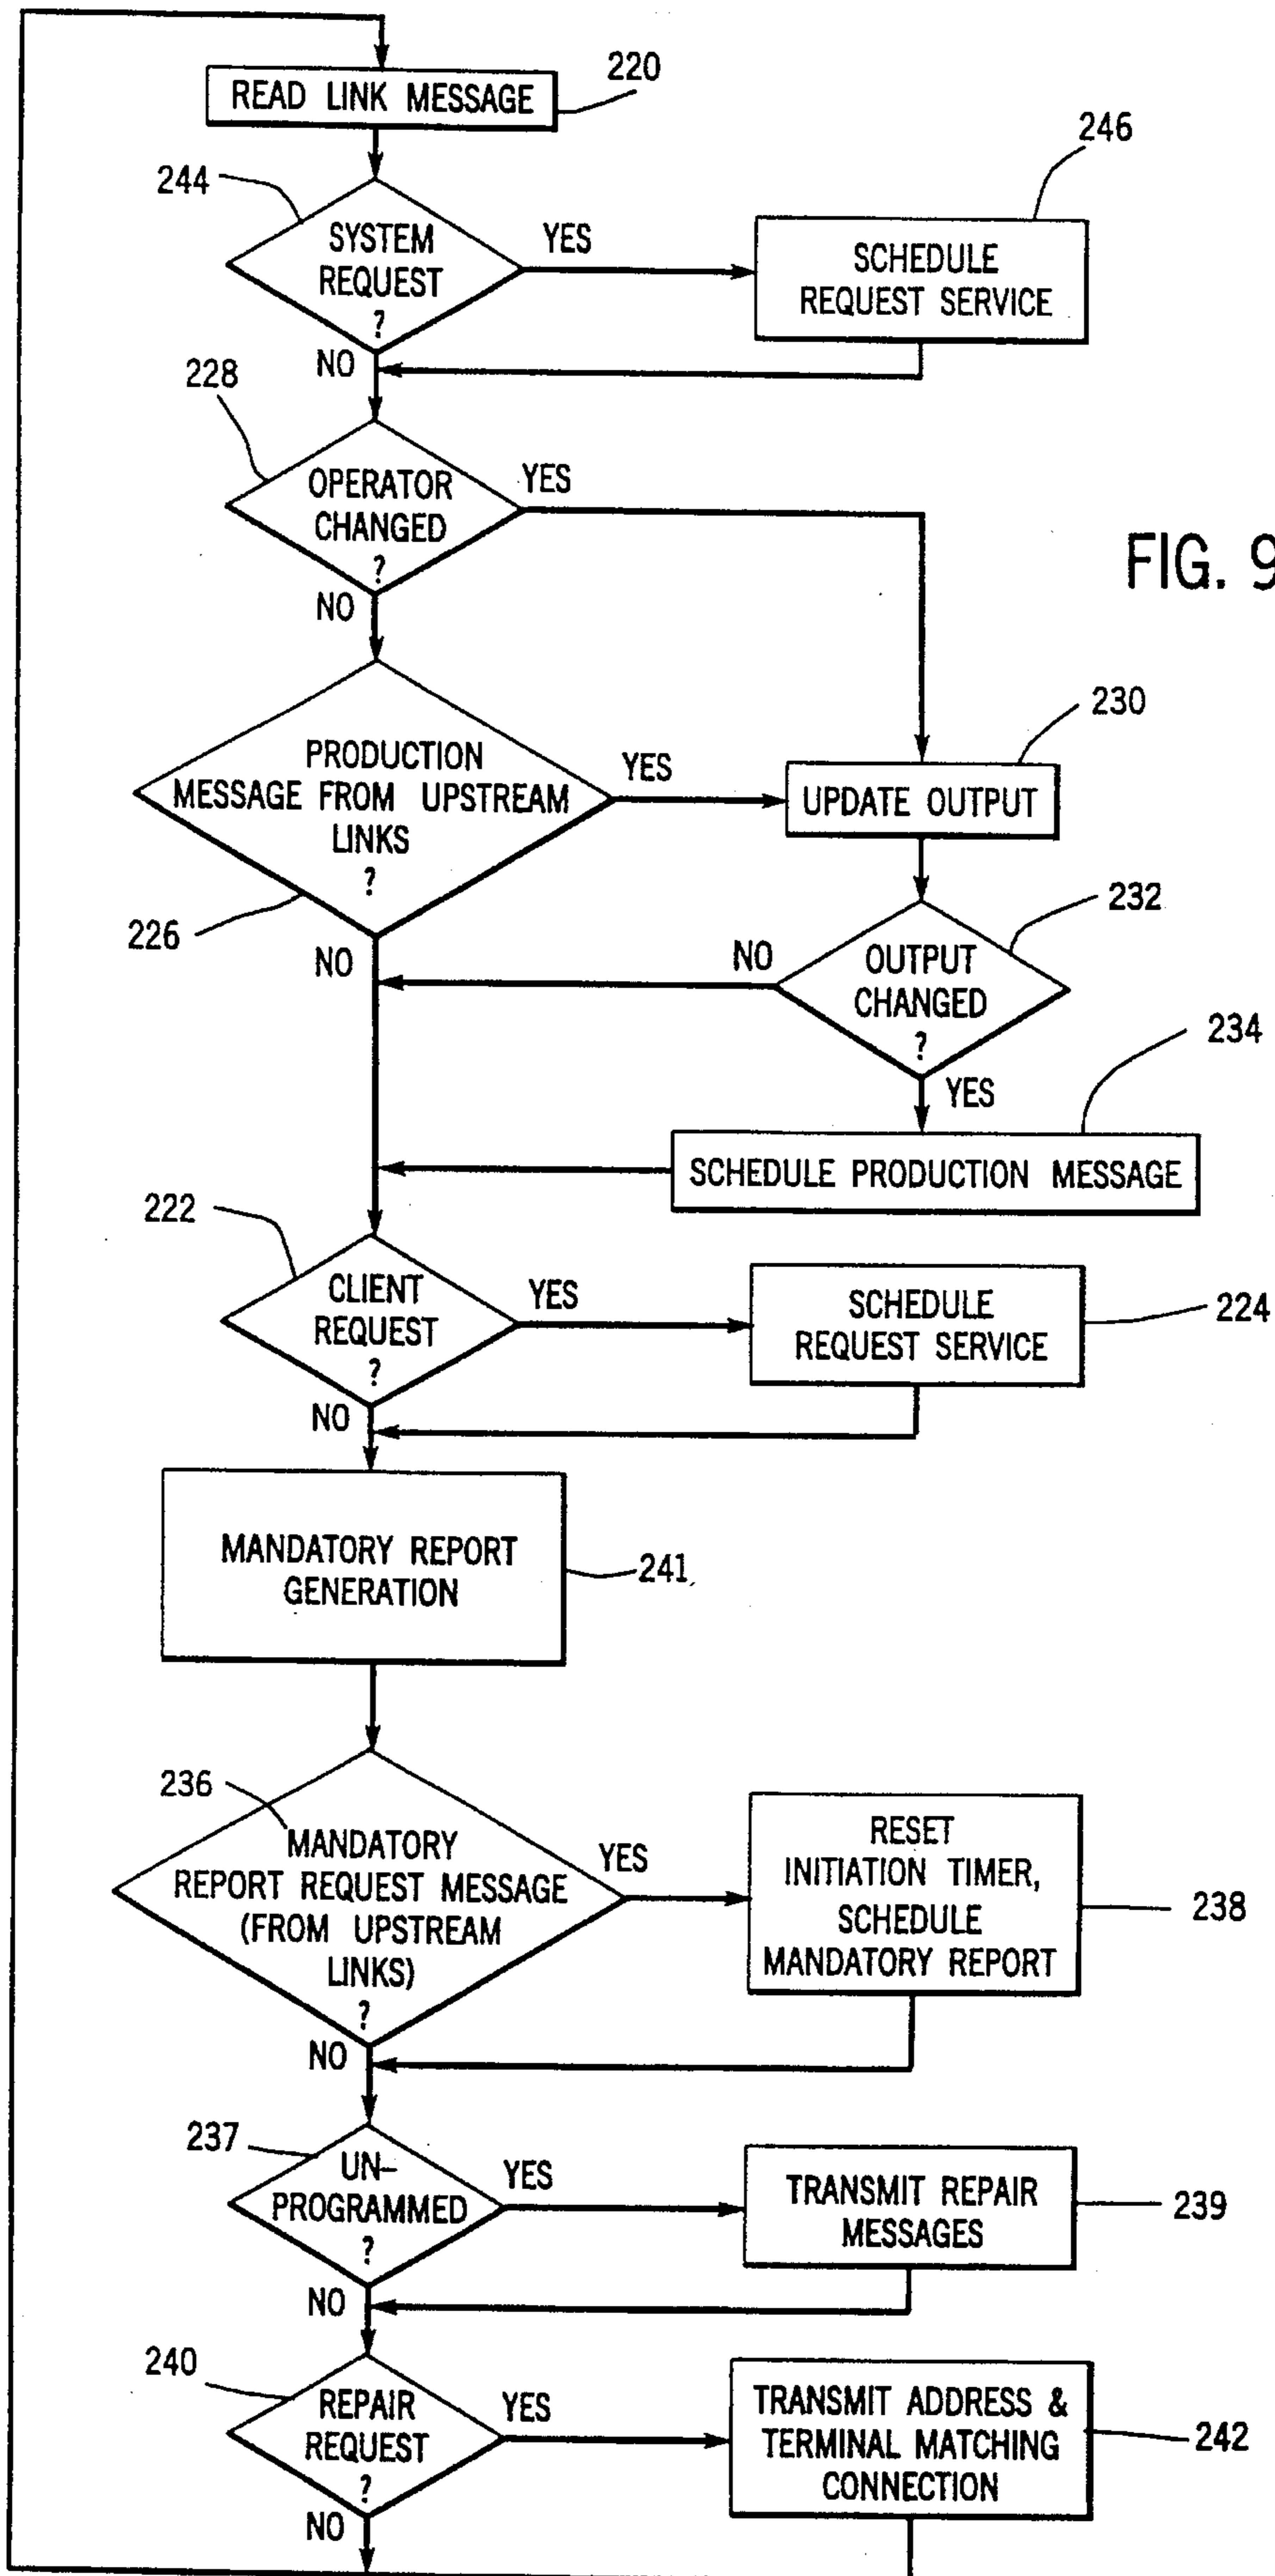 READ LINK MESSAGE
220
244
SYSTEM
REQUEST
?
YES
NO
246
SCHEDULE
REQUEST SERVICE
228
OPERATOR
CHANGED
?
YES
NO
FIG. 9
PRODUCTION
MESSAGE FROM UPSTREAM
LINKS
?
226
YES
NO
230
UPDATE OUTPUT
232
OUTPUT
CHANGED
?
NO
YES
234
SCHEDULE PRODUCTION MESSAGE
222
CLIENT
REQUEST
?
YES
NO
SCHEDULE
REQUEST SERVICE
224
MANDATORY REPORT
GENERATION
241
236
MANDATORY
REPORT REQUEST MESSAGE
(FROM UPSTREAM
LINKS)
?
YES
NO
RESET
INITIATION TIMER,
SCHEDULE
MANDATORY REPORT
238
237
UN-
PROGRAMMED
?
YES
NO
TRANSMIT REPAIR
MESSAGES
239
240
REPAIR
REQUEST
?
YES
NO
TRANSMIT ADDRESS &
TERMINAL MATCHING
CONNECTION
242